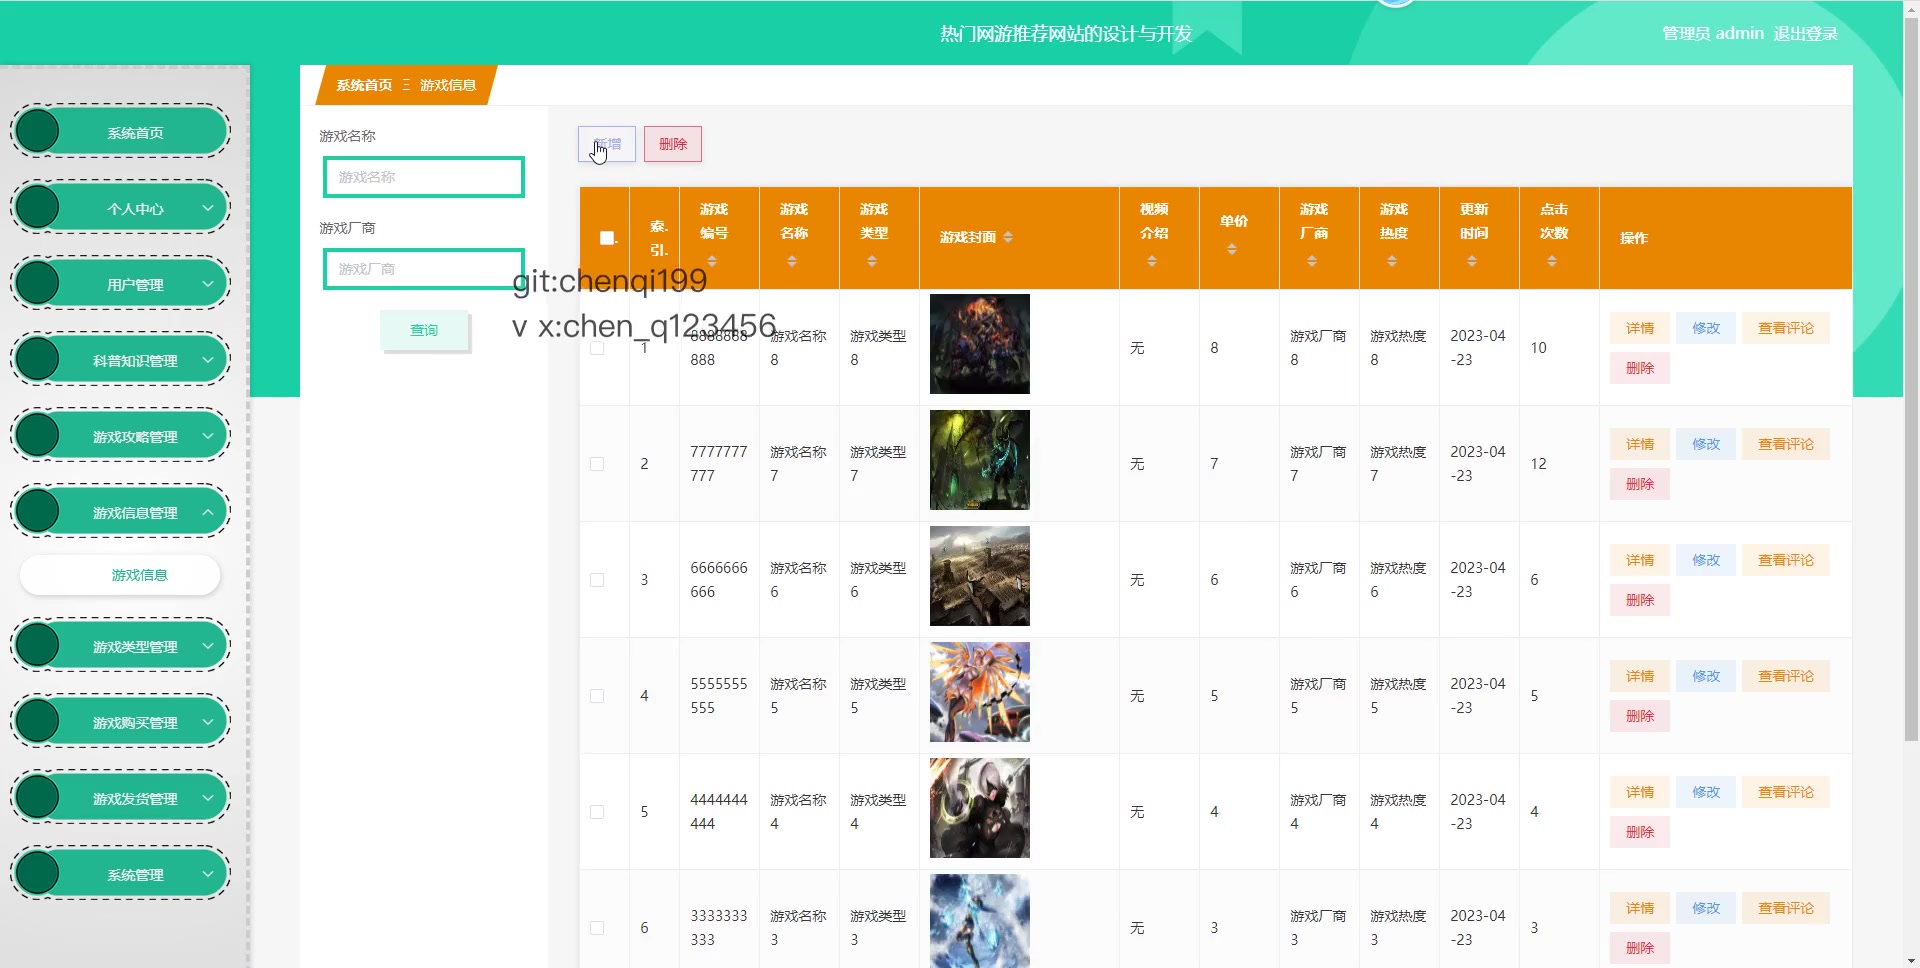 热门网游推荐网站的设计与开发
管理员 admin 退出登录
系统首页
个人中心
用户管理
科普知识管理
游戏攻略管理
游戏信息管理
游戏信息
游戏类型管理
游戏购买管理
游戏发货管理
系统管理
系统首页 游戏信息
游戏名称
游戏名称
游戏厂商
游戏厂商
查询
新增 删除
git:chenqi199
v x:chen_q123456
索. 引. 游戏编号 游戏名称 游戏类型 游戏封面 视频介绍 单价 游戏厂商 游戏热度 更新时间 点击次数 操作
1 8888888 888 游戏名称 8 游戏类型 8 无 8 游戏厂商 8 游戏热度 8 2023-04 -23 10 详情 修改 查看评论 删除
2 7777777 777 游戏名称 7 游戏类型 7 无 7 游戏厂商 7 游戏热度 7 2023-04 -23 12 详情 修改 查看评论 删除
3 6666666 666 游戏名称 6 游戏类型 6 无 6 游戏厂商 6 游戏热度 6 2023-04 -23 6 详情 修改 查看评论 删除
4 5555555 555 游戏名称 5 游戏类型 5 无 5 游戏厂商 5 游戏热度 5 2023-04 -23 5 详情 修改 查看评论 删除
5 4444444 444 游戏名称 4 游戏类型 4 无 4 游戏厂商 4 游戏热度 4 2023-04 -23 4 详情 修改 查看评论 删除
6 3333333 333 游戏名称 3 游戏类型 3 无 3 游戏厂商 3 游戏热度 3 2023-04 -23 3 详情 修改 查看评论 删除